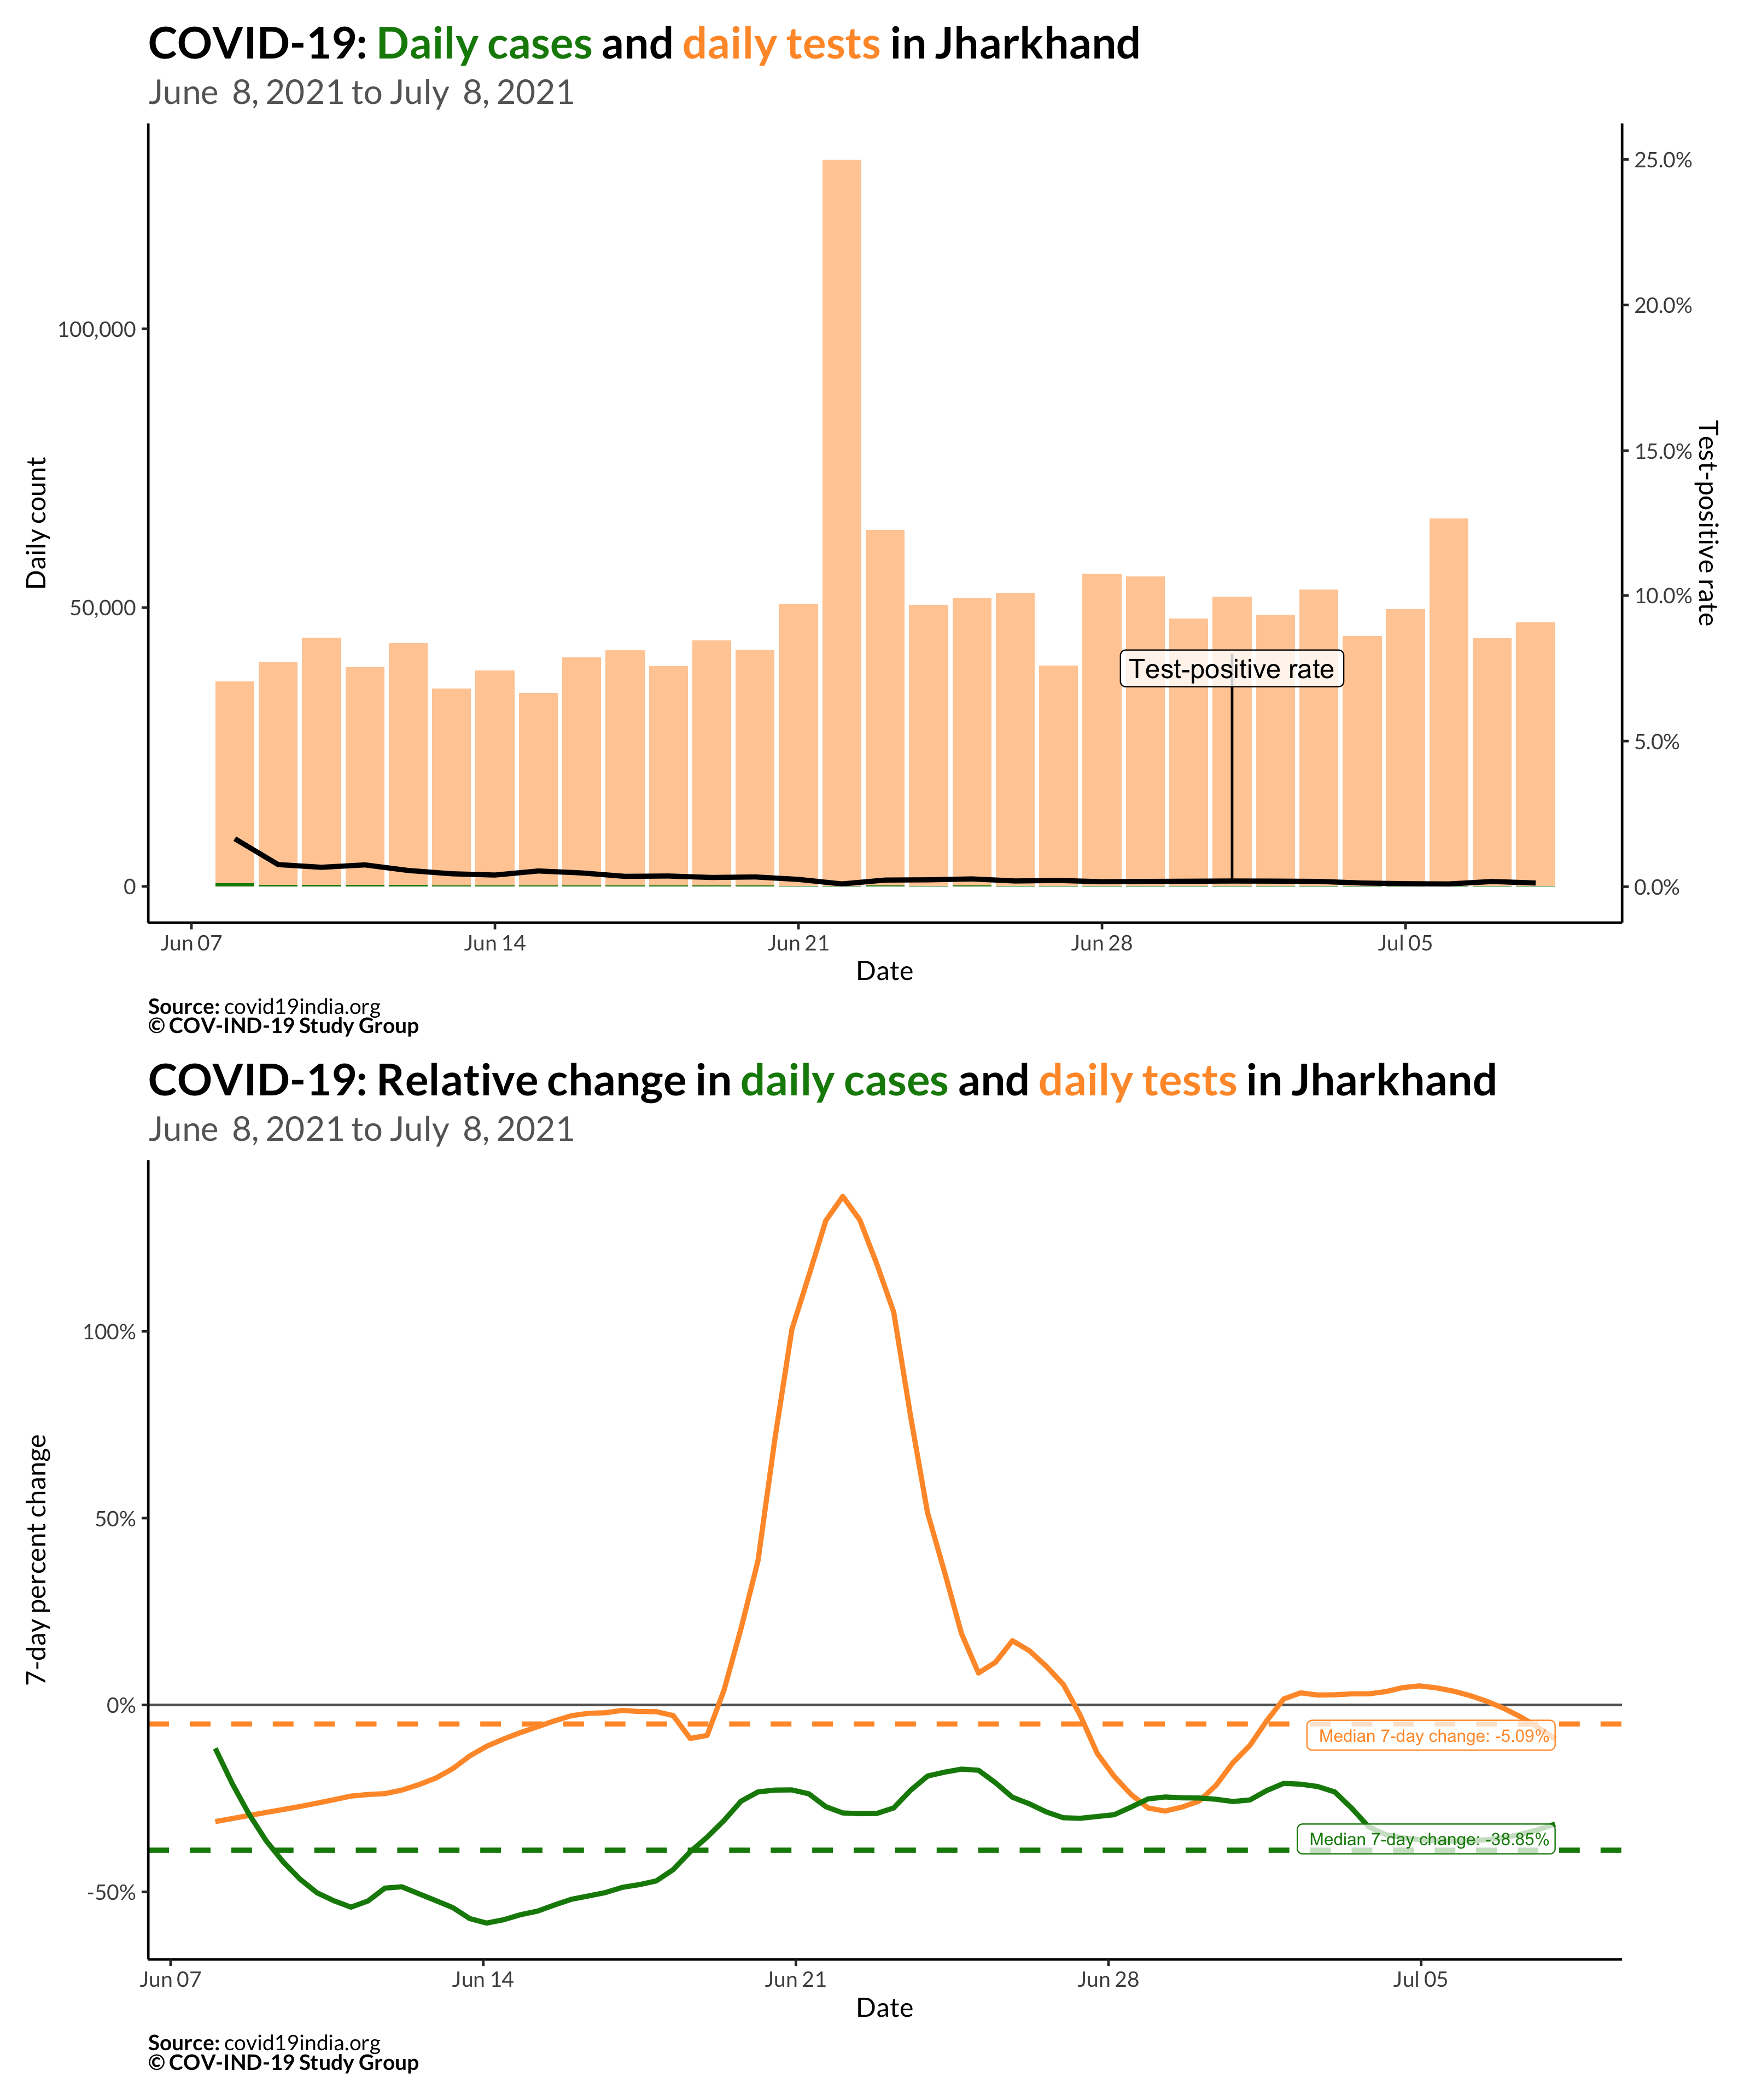 COVID-19: Daily cases and daily tests in Jharkhand
June 8, 2021 to July 8, 2021
Daily count
100,000
50,000
0
25.0%
20.0%
15.0%
10.0%
5.0%
0.0%
Test-positive rate
Test-positive rate
Jun 07
Jun 14
Jun 21
Jun 28
Jul 05
Date
Source: covid19india.org
© COV-IND-19 Study Group
COVID-19: Relative change in daily cases and daily tests in Jharkhand
June 8, 2021 to July 8, 2021
7-day percent change
100%
50%
0%
-50%
Median 7-day change: -5.09%
Median 7-day change: -38.85%
Jun 07
Jun 14
Jun 21
Jun 28
Jul 05
Date
Source: covid19india.org
© COV-IND-19 Study Group